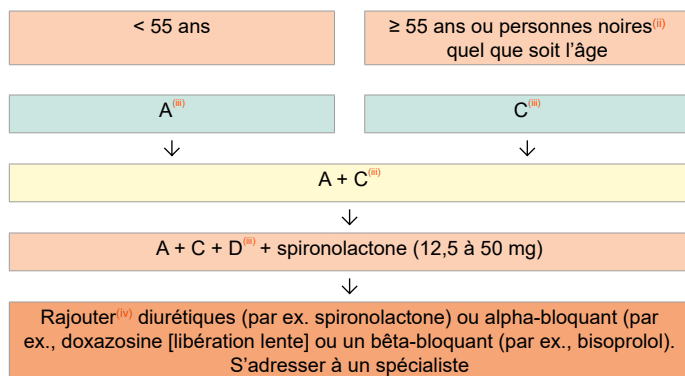 < 55 ans
≥ 55 ans ou personnes noires(ii)
quel que soit l’âge
A(iii)
C(iii)
A + C(iii)
A + C + D(iii) + spironolactone (12,5 à 50 mg)
Rajouter(iv) diurétiques (par ex. spironolactone) ou alpha-bloquant (par
ex., doxazosine [libération lente] ou un bêta-bloquant (par ex., bisoprolol).
S’adresser à un spécialiste